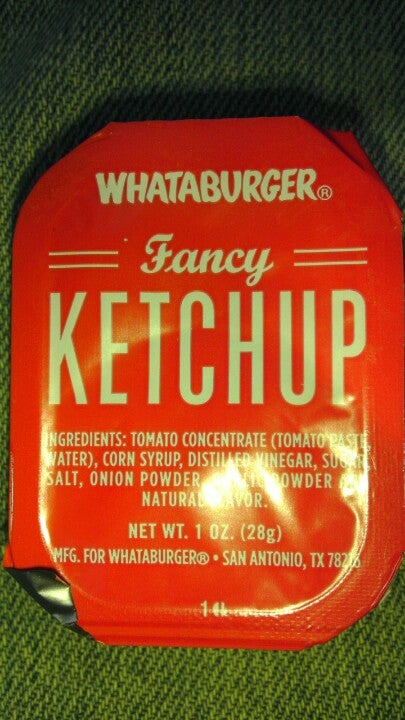 WHATABURGER®
Fancy
KETCHUP
INGREDIENTS: TOMATO CONCENTRATE (TOMATO PASTE,
WATER), CORN SYRUP, DISTILLED VINEGAR, SUGAR,
SALT, ONION POWDER, POWDER
NATURAL FLAVOR.
NET WT. 1 OZ. (28g)
MFG. FOR WHATABURGER® • SAN ANTONIO, TX